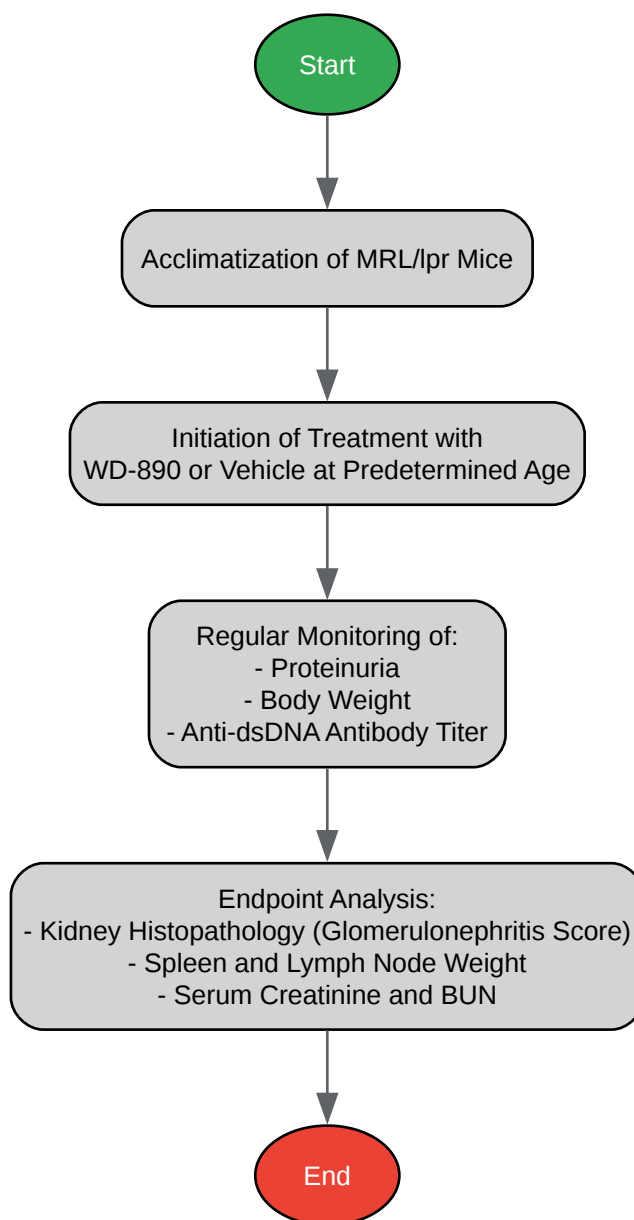 Start
Acclimatization of MRL/lpr Mice
Initiation of Treatment with
WD-890 or Vehicle at Predetermined Age
Regular Monitoring of:
- Proteinuria
- Body Weight
- Anti-dsDNA Antibody Titer
Endpoint Analysis:
- Kidney Histopathology (Glomerulonephritis Score)
- Spleen and Lymph Node Weight
- Serum Creatinine and BUN
End